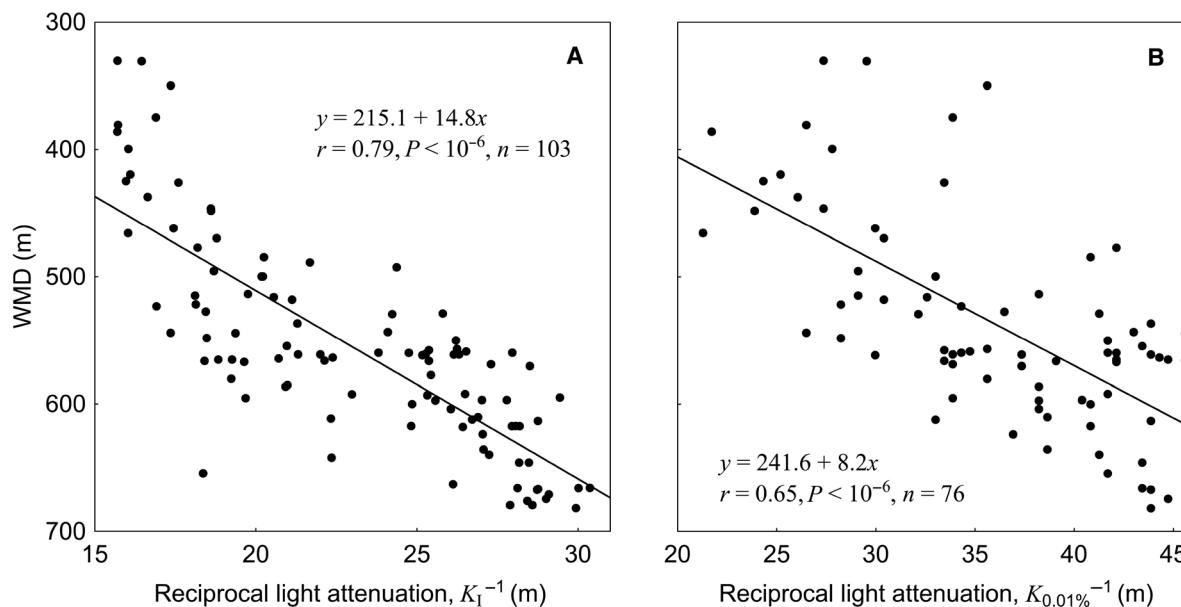 A
y = 215.1 + 14.8x
r = 0.79, P < 10⁻⁶, n = 103
WMD (m)
300
400
500
600
700
15 20 25 30
Reciprocal light attenuation, K_I⁻¹ (m)
B
y = 241.6 + 8.2x
r = 0.65, P < 10⁻⁶, n = 76
20 25 30 35 40 45
Reciprocal light attenuation, K_0.01%⁻¹ (m)